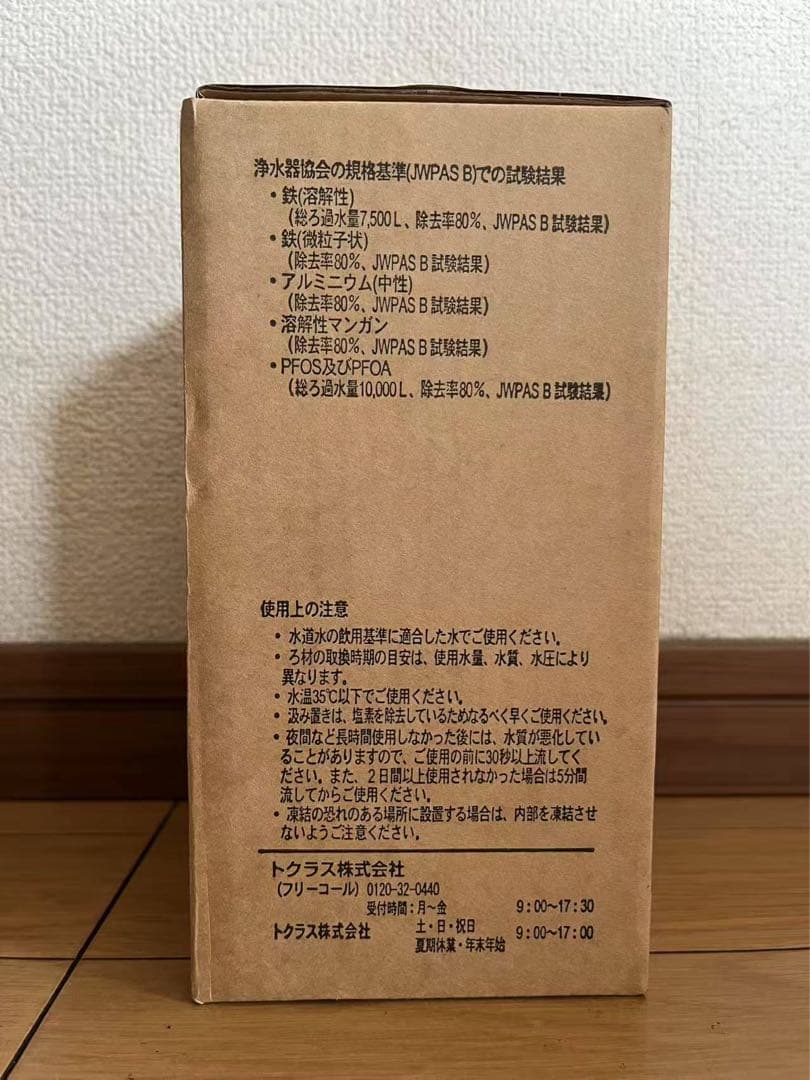 浄水器協会の規格基準(JWPAS B)での試験結果
・鉄(溶解性)
(総ろ過水量7,500L、除去率80%、JWPAS B 試験結果)
・鉄(微粒子状)
(除去率80%、JWPAS B 試験結果)
・アルミニウム(中性)
(除去率80%、JWPAS B 試験結果)
・溶解性マンガン
(除去率80%、JWPAS B 試験結果)
・PFOS及びPFOA
(総ろ過水量10,000L、除去率80%、JWPAS B 試験結果)
使用上の注意
・水道水の飲用基準に適合した水でご使用ください。
・ろ材の取換時期の目安は、使用水量、水質、水圧により
異なります。
・水温35℃以下でご使用ください。
・汲み置きは、塩素を除去しているためなるべく早くご使用ください。
・夜間など長時間使用しなかった後には、水質が悪化してい
ることがありますので、ご使用の前に30秒以上流してく
ださい。また、2日間以上使用されなかった場合は5分間
流してからご使用ください。
・凍結の恐れのある場所に設置する場合は、内部を凍結させ
ないようご注意ください。
トクラス株式会社
(フリーコール) 0120-32-0440
受付時間:月~金 9:00~17:30
トクラス株式会社 土・日・祝日 9:00~17:00
夏期休業・年末年始